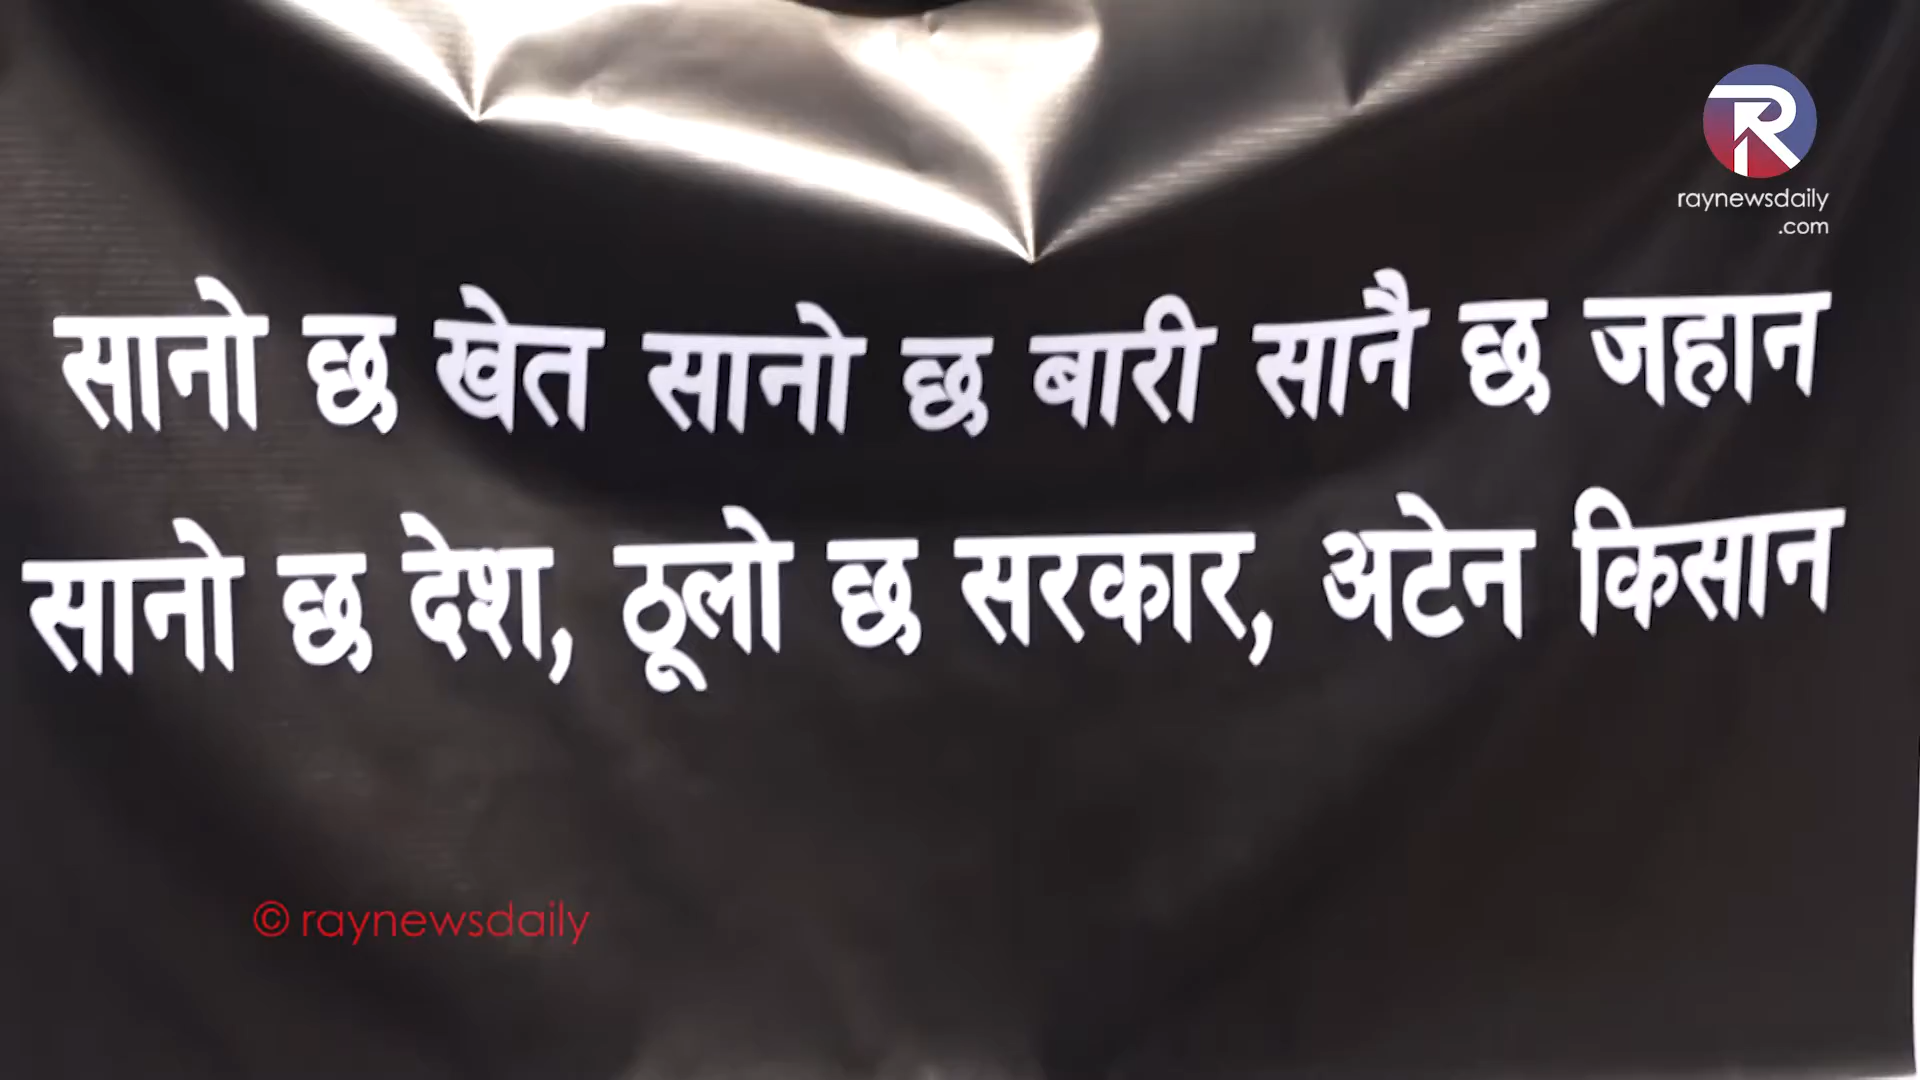 raynewsdaily
.com
सानो छ खेत सानो छ बारी सानै छ जहान
सानो छ देश, ठूलो छ सरकार, अटेन किसान
© raynewsdaily